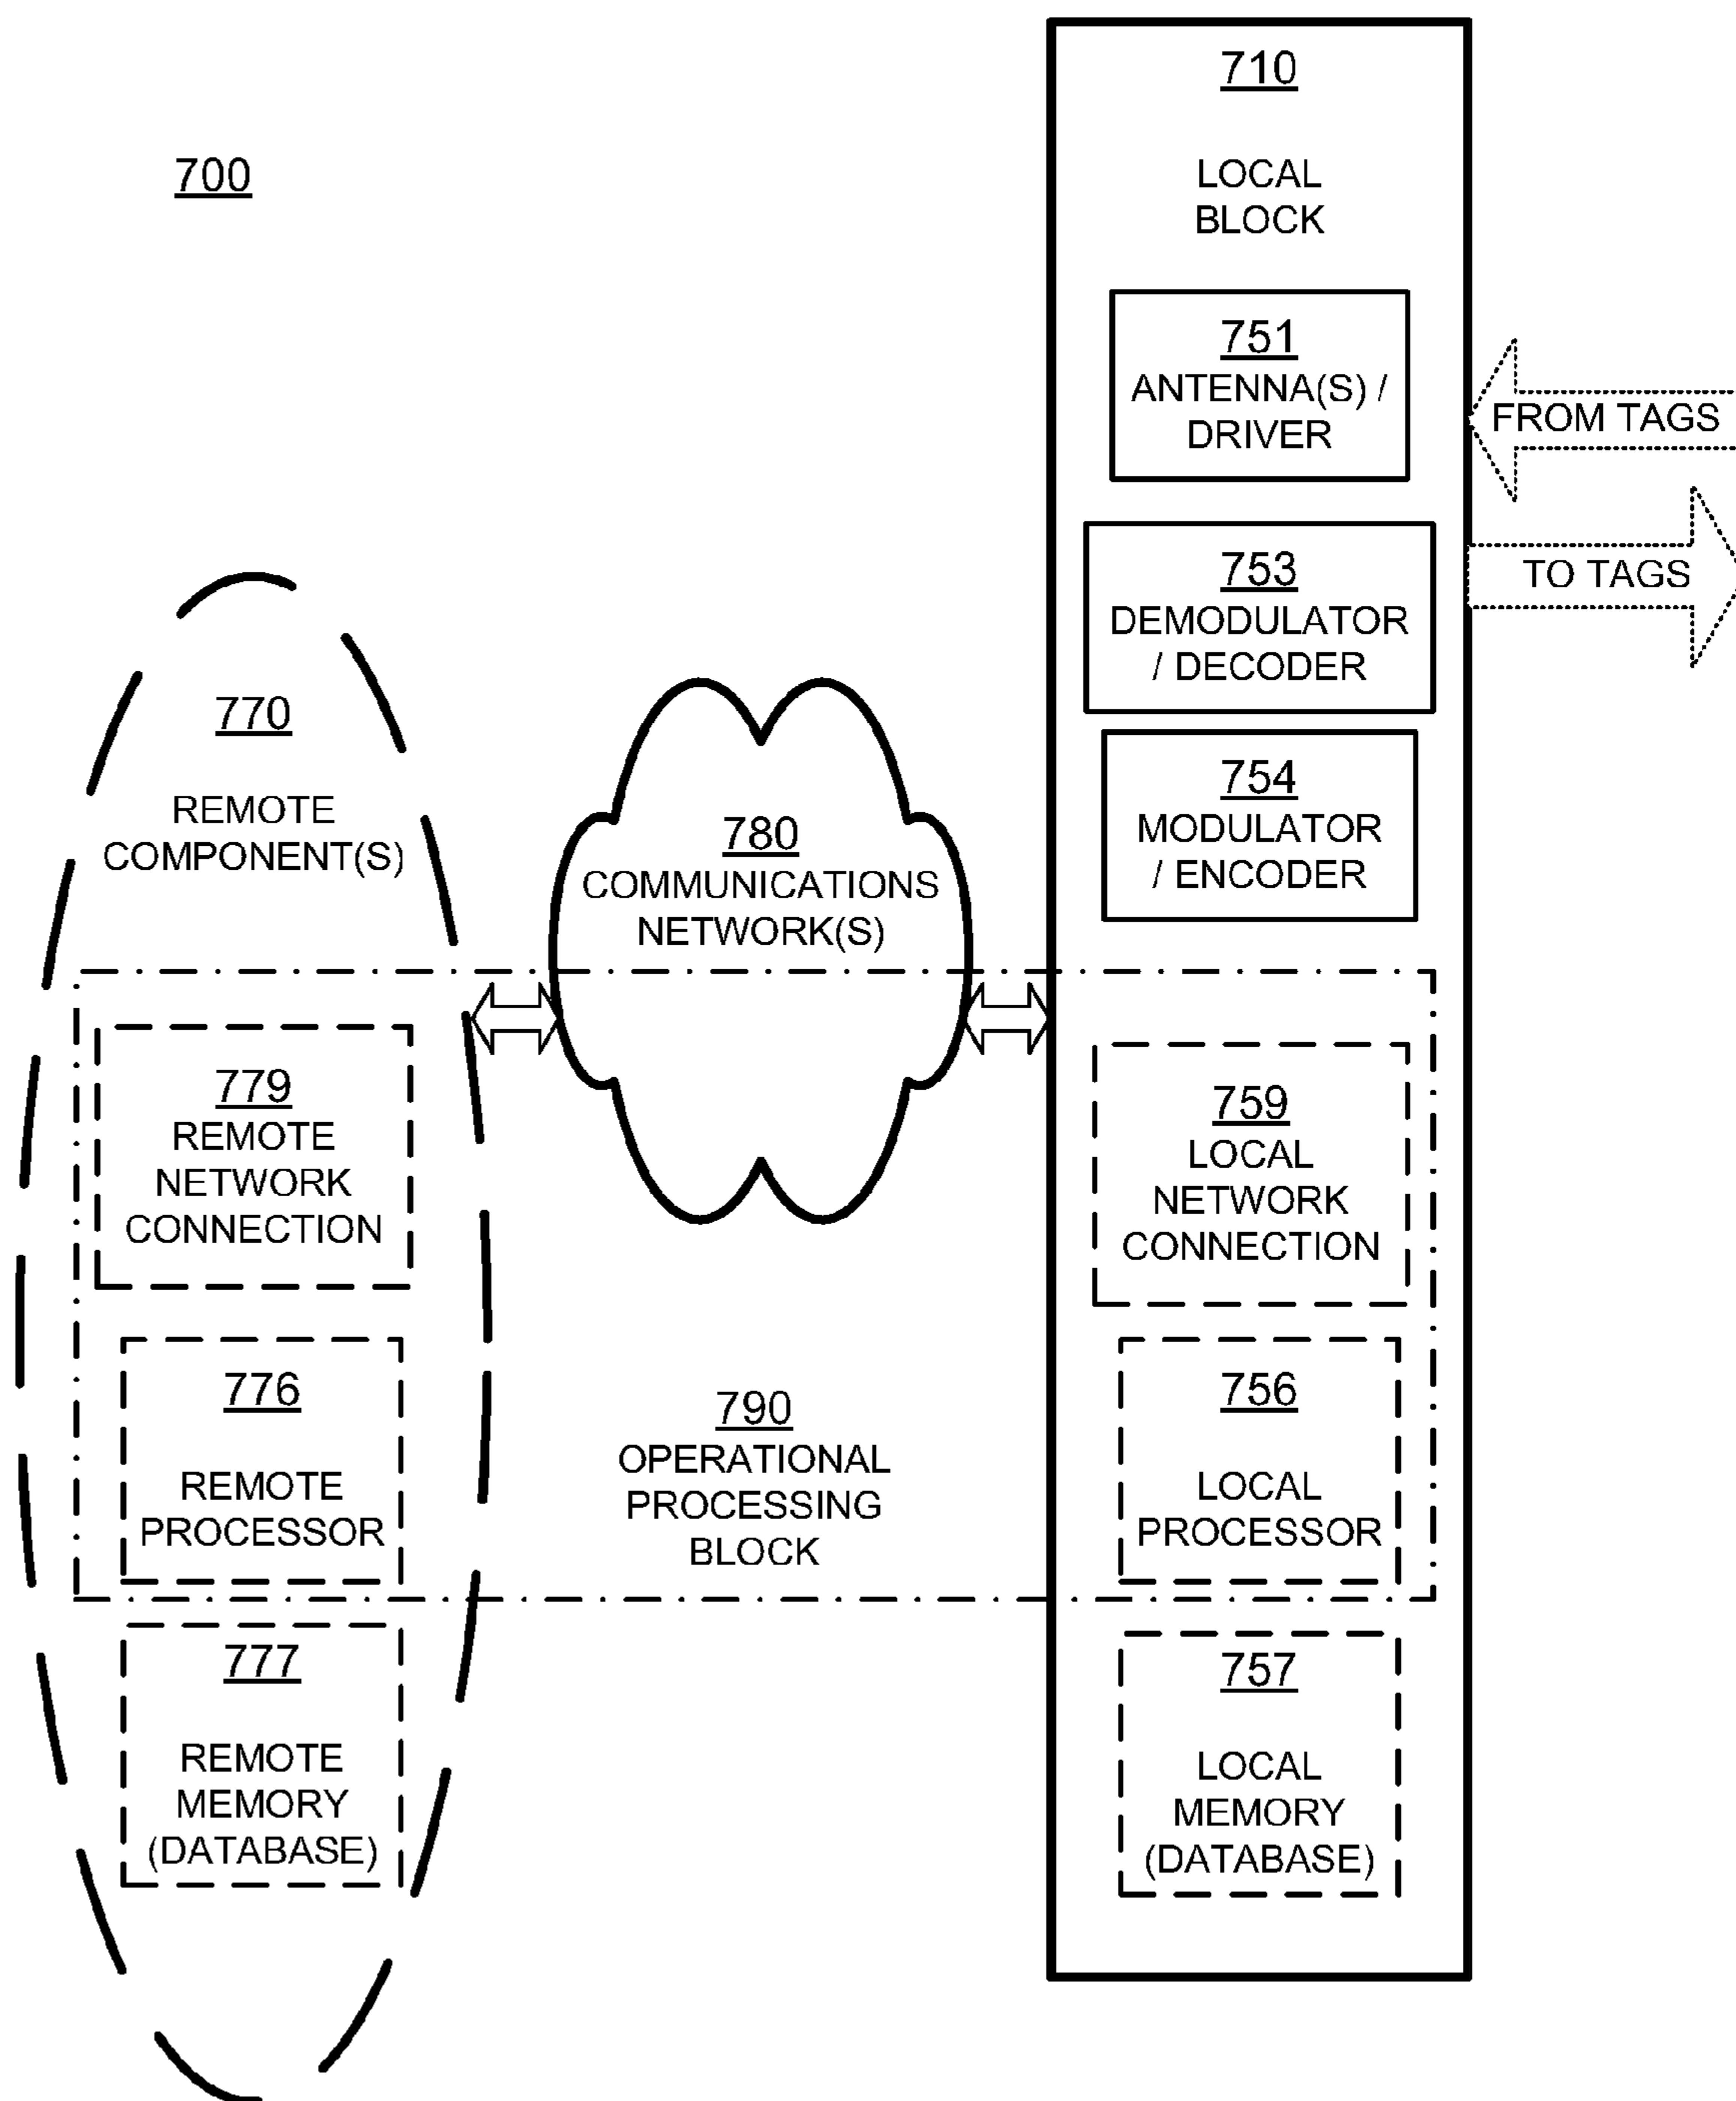 700
710
LOCAL
BLOCK
751
ANTENNA(S) /
DRIVER
FROM TAGS
753
DEMODULATOR
/ DECODER
TO TAGS
754
MODULATOR
/ ENCODER
770
REMOTE
COMPONENT(S)
780
COMMUNICATIONS
NETWORK(S)
779
REMOTE
NETWORK
CONNECTION
759
LOCAL
NETWORK
CONNECTION
776
REMOTE
PROCESSOR
790
OPERATIONAL
PROCESSING
BLOCK
756
LOCAL
PROCESSOR
777
REMOTE
MEMORY
(DATABASE)
757
LOCAL
MEMORY
(DATABASE)